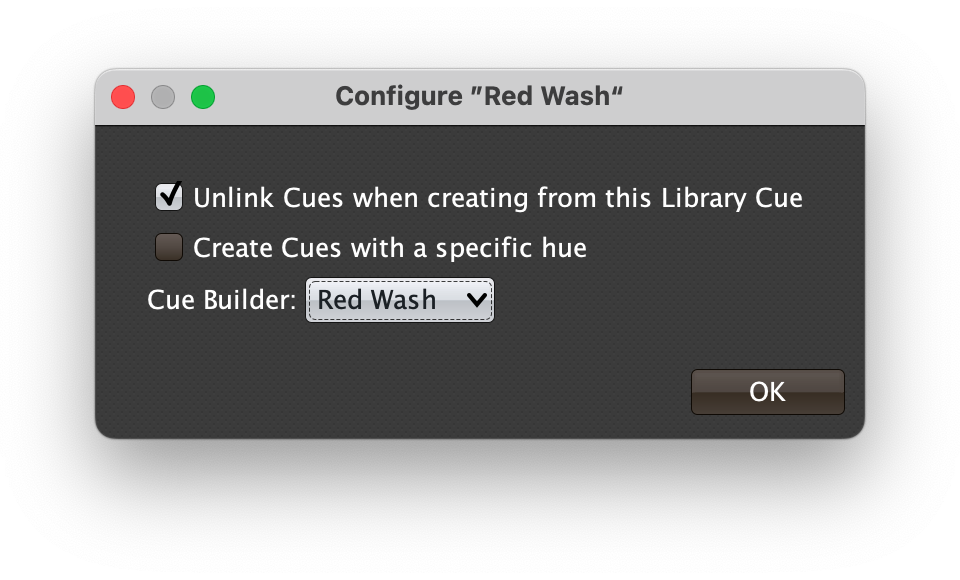 Configure ”Red Wash“
Unlink Cues when creating from this Library Cue
Create Cues with a specific hue
Cue Builder: Red Wash
OK